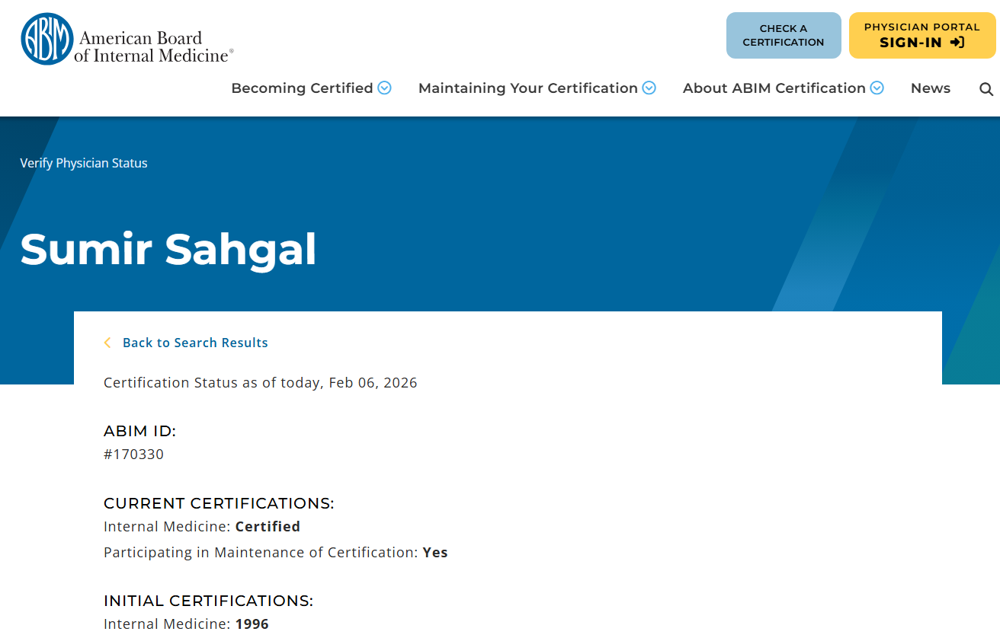 ABIM
American Board
of Internal Medicine®
CHECK A
CERTIFICATION
PHYSICIAN PORTAL
SIGN-IN
Becoming Certified
Maintaining Your Certification
About ABIM Certification
News
Verify Physician Status
Sumir Sahgal
Back to Search Results
Certification Status as of today, Feb 06, 2026
ABIM ID:
#170330
CURRENT CERTIFICATIONS:
Internal Medicine: Certified
Participating in Maintenance of Certification: Yes
INITIAL CERTIFICATIONS:
Internal Medicine: 1996